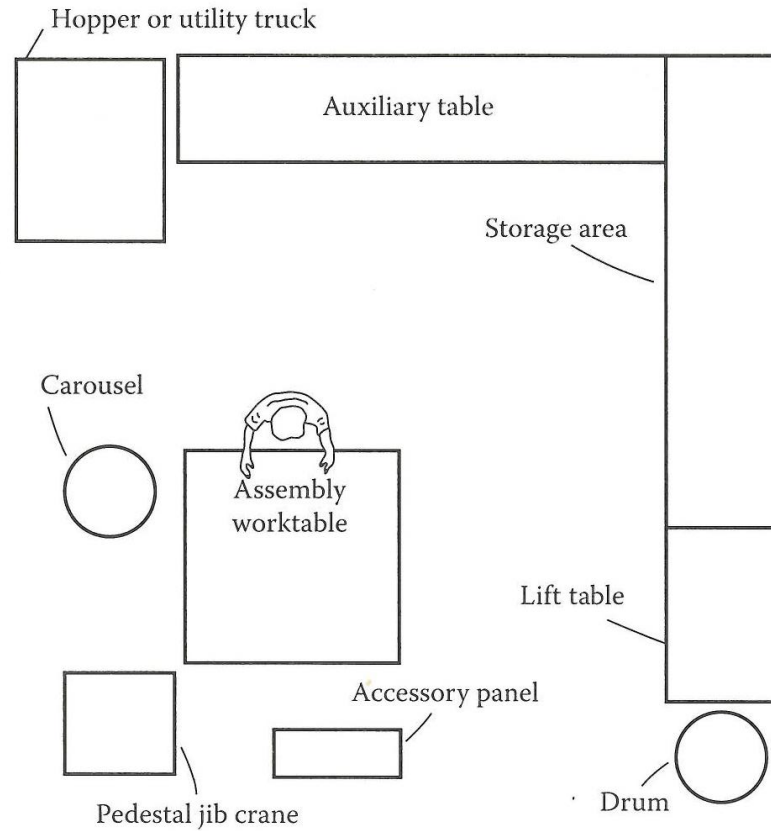 Hopper or utility truck
Auxiliary table
Storage area
Carousel
Assembly
worktable
Lift table
Accessory panel
Drum
Pedestal jib crane